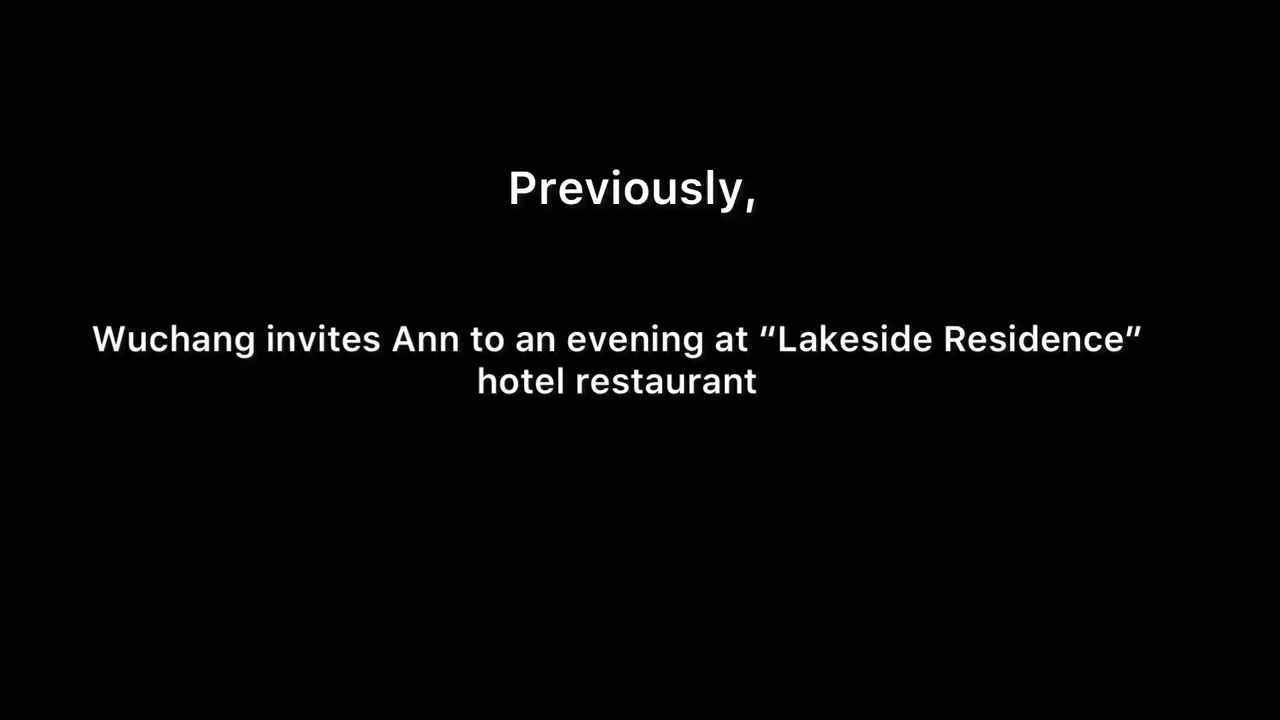 Previously,
Wuchang invites Ann to an evening at “Lakeside Residence”
hotel restaurant